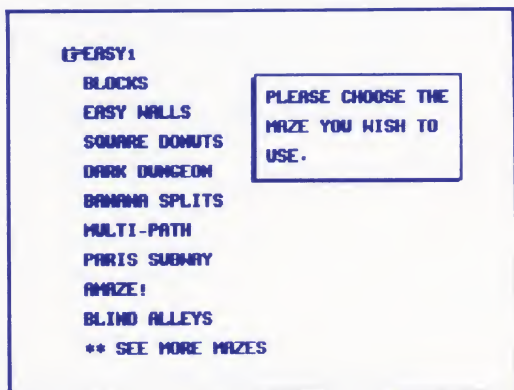 EASY1
BLOCKS
EASY WALLS
SQUARE DONUTS
DARK DUNGEON
BANANA SPLITS
MULTI-PATH
PARIS SUBWAY
AMAZE!
BLIND ALLEYS
** SEE MORE MAZES
PLEASE CHOOSE THE
MAZE YOU WISH TO
USE.